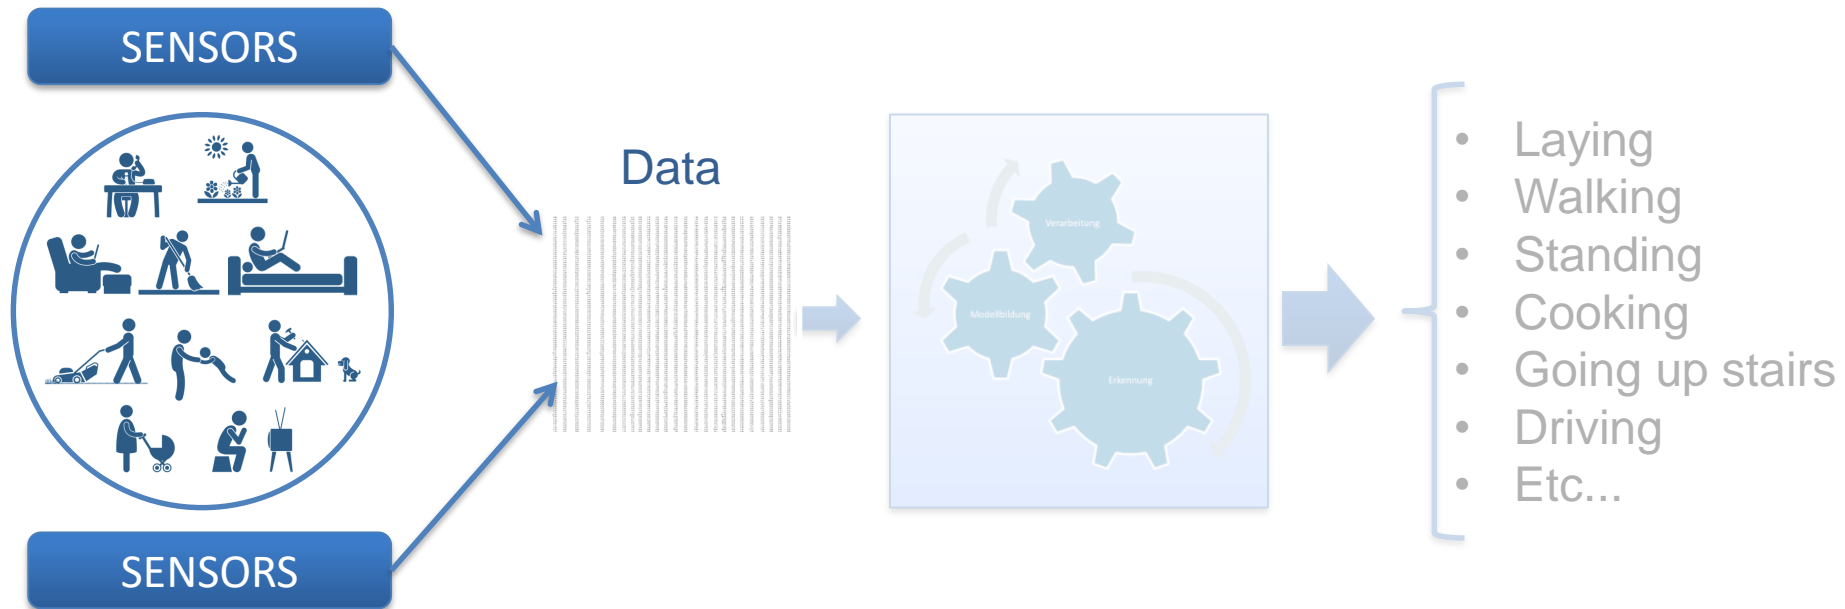 SENSORS
Data
Verarbeitung
Modellbildung
Erkennung
• Laying
• Walking
• Standing
• Cooking
• Going up stairs
• Driving
• Etc...
SENSORS